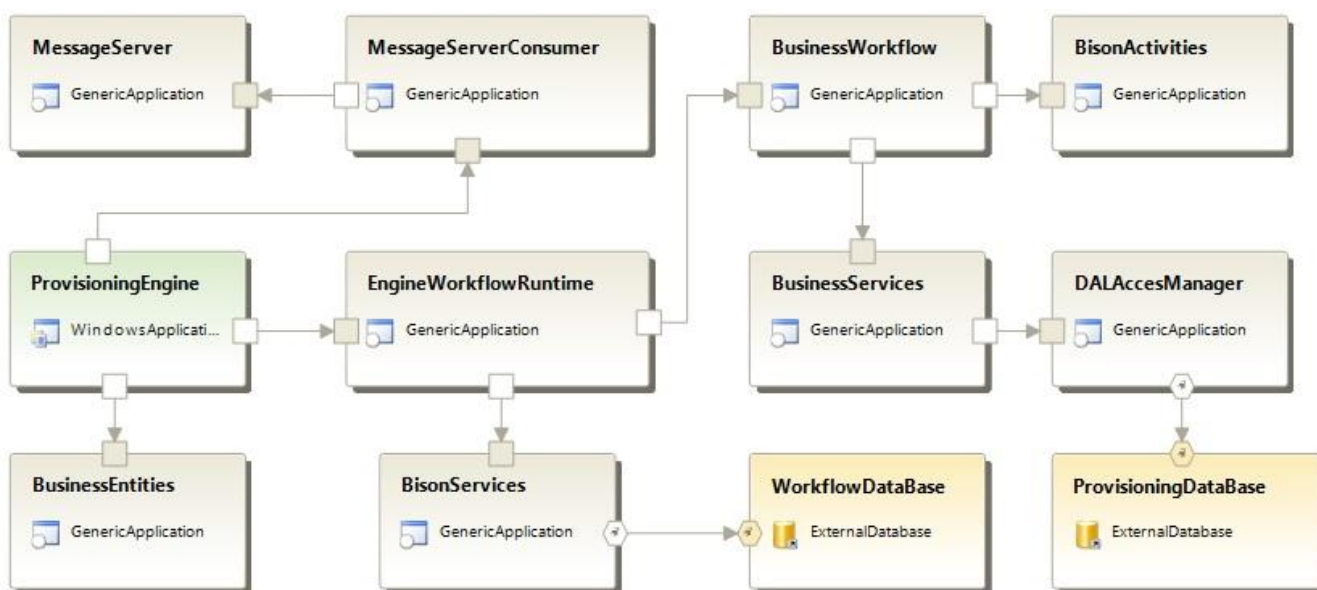 MessageServer
GenericApplication
MessageServerConsumer
GenericApplication
BusinessWorkflow
GenericApplication
BisonActivities
GenericApplication
ProvisioningEngine
WindowsApplicati...
EngineWorkflowRuntime
GenericApplication
BusinessServices
GenericApplication
DALAccesManager
GenericApplication
BusinessEntities
GenericApplication
BisonServices
GenericApplication
WorkflowDataBase
ExternalDatabase
ProvisioningDataBase
ExternalDatabase